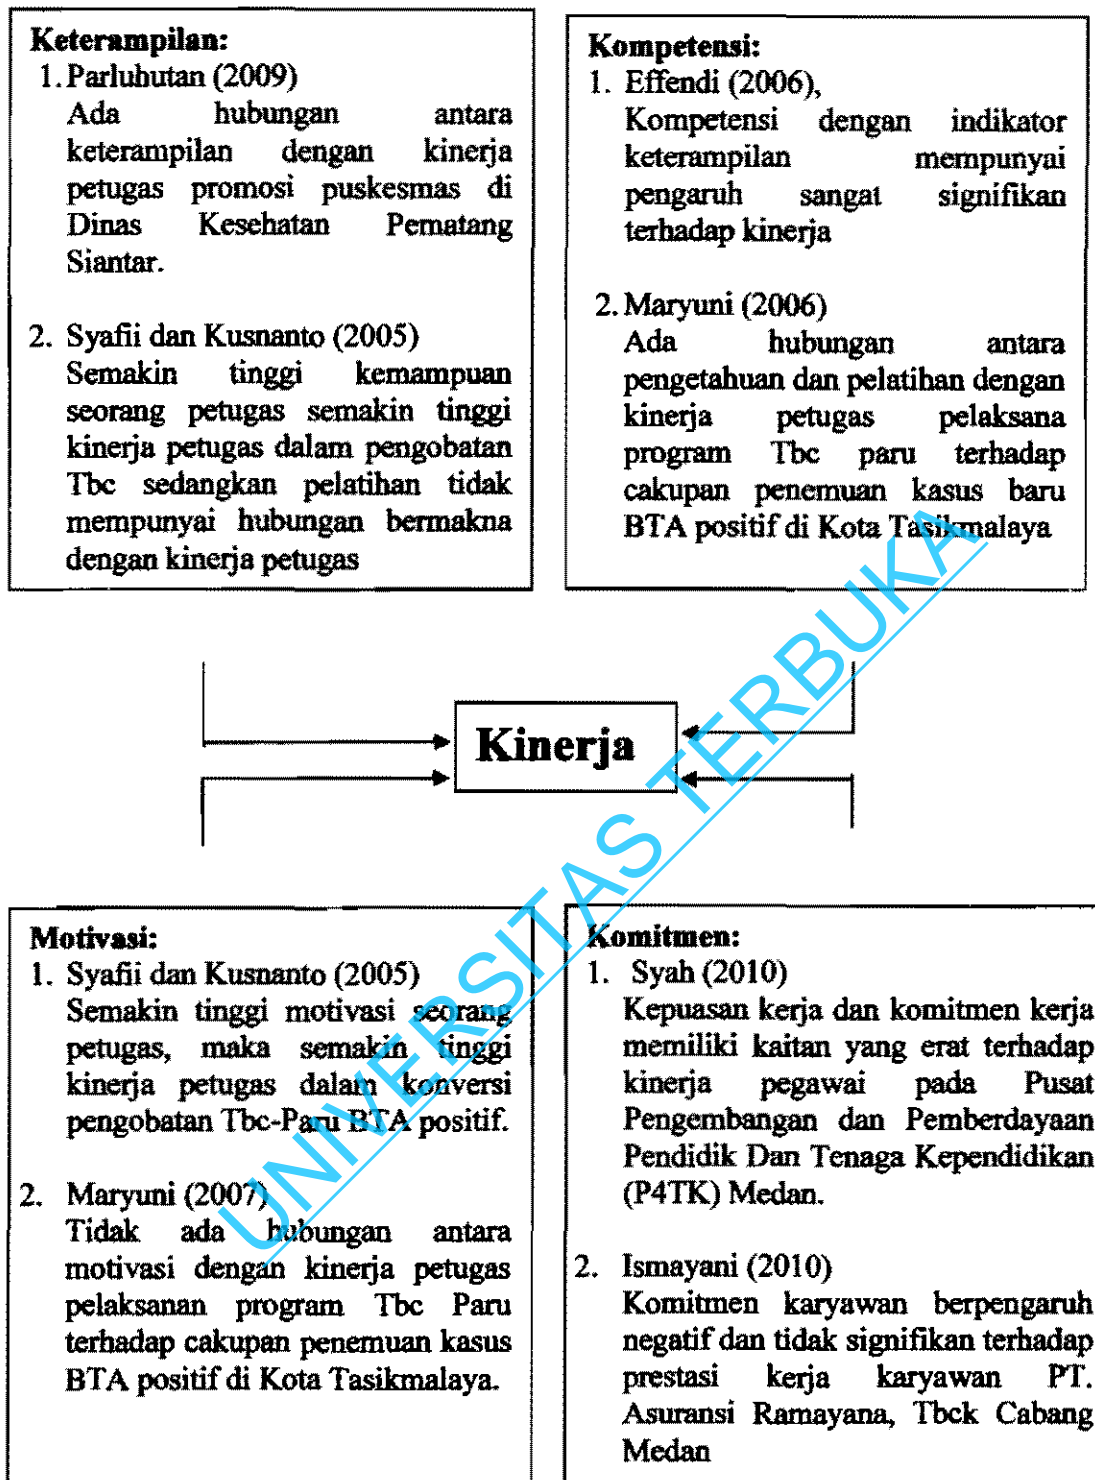 Keterampilan:
1. Parluhutan (2009)
Ada hubungan antara
keterampilan dengan kinerja
petugas promosi puskesmas di
Dinas Kesehatan Pematang
Siantar.
2. Syafii dan Kusnanto (2005)
Semakin tinggi kemampuan
seorang petugas semakin tinggi
kinerja petugas dalam pengobatan
Tbc sedangkan pelatihan tidak
mempunyai hubungan bermakna
dengan kinerja petugas
Kompetensi:
1. Effendi (2006),
Kompetensi dengan indikator
keterampilan mempunyai
pengaruh sangat signifikan
terhadap kinerja
2. Maryuni (2006)
Ada hubungan antara
pengetahuan dan pelatihan dengan
kinerja petugas pelaksana
program Tbc paru terhadap
cakupan penemuan kasus baru
BTA positif di Kota Tasikmalaya
Kinerja
Motivasi:
1. Syafii dan Kusnanto (2005)
Semakin tinggi motivasi seorang
petugas, maka semakin tinggi
kinerja petugas dalam konversi
pengobatan Tbc-Paru BTA positif.
2. Maryuni (2007)
Tidak ada hubungan antara
motivasi dengan kinerja petugas
pelaksanan program Tbc Paru
terhadap cakupan penemuan kasus
BTA positif di Kota Tasikmalaya.
Komitmen:
1. Syah (2010)
Kepuasan kerja dan komitmen kerja
memiliki kaitan yang erat terhadap
kinerja pegawai pada Pusat
Pengembangan dan Pemberdayaan
Pendidik Dan Tenaga Kependidikan
(P4TK) Medan.
2. Ismayani (2010)
Komitmen karyawan berpengaruh
negatif dan tidak signifikan terhadap
prestasi kerja karyawan PT.
Asuransi Ramayana, Tbck Cabang
Medan
UNIVERSITAS TERBUKA